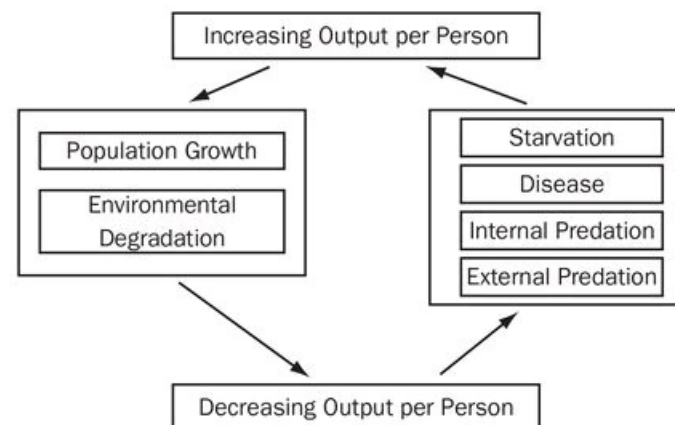 Increasing Output per Person
Population Growth
Environmental
Degradation
Starvation
Disease
Internal Predation
External Predation
Decreasing Output per Person